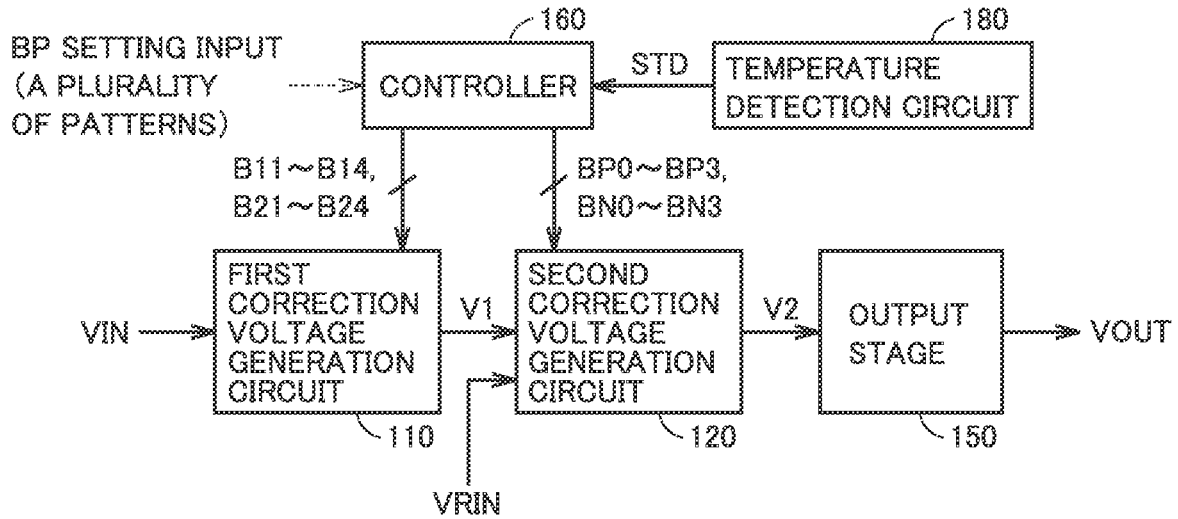 160
180
BP SETTING INPUT
(A PLURALITY
OF PATTERNS)
CONTROLLER
STD
TEMPERATURE
DETECTION CIRCUIT
B11～B14,
B21～B24
BP0～BP3,
BN0～BN3
VIN
FIRST
CORRECTION
VOLTAGE
GENERATION
CIRCUIT
V1
SECOND
CORRECTION
VOLTAGE
GENERATION
CIRCUIT
V2
OUTPUT
STAGE
VOUT
110
120
150
VRIN